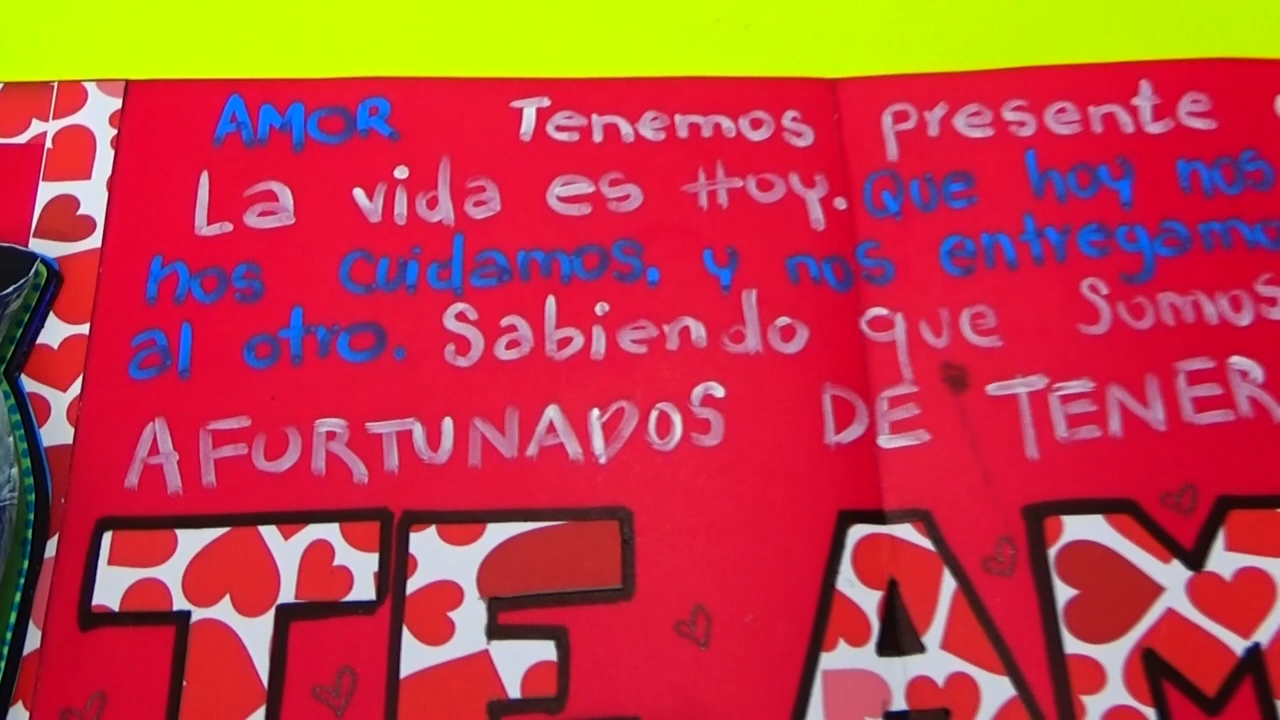 AMOR Tenemos presente
La vida es Hoy. Que hoy nos
nos cuidamos, y nos entregamo
al otro. Sabiendo que Somos
AFORTUNADOS DE TENER
TE AM